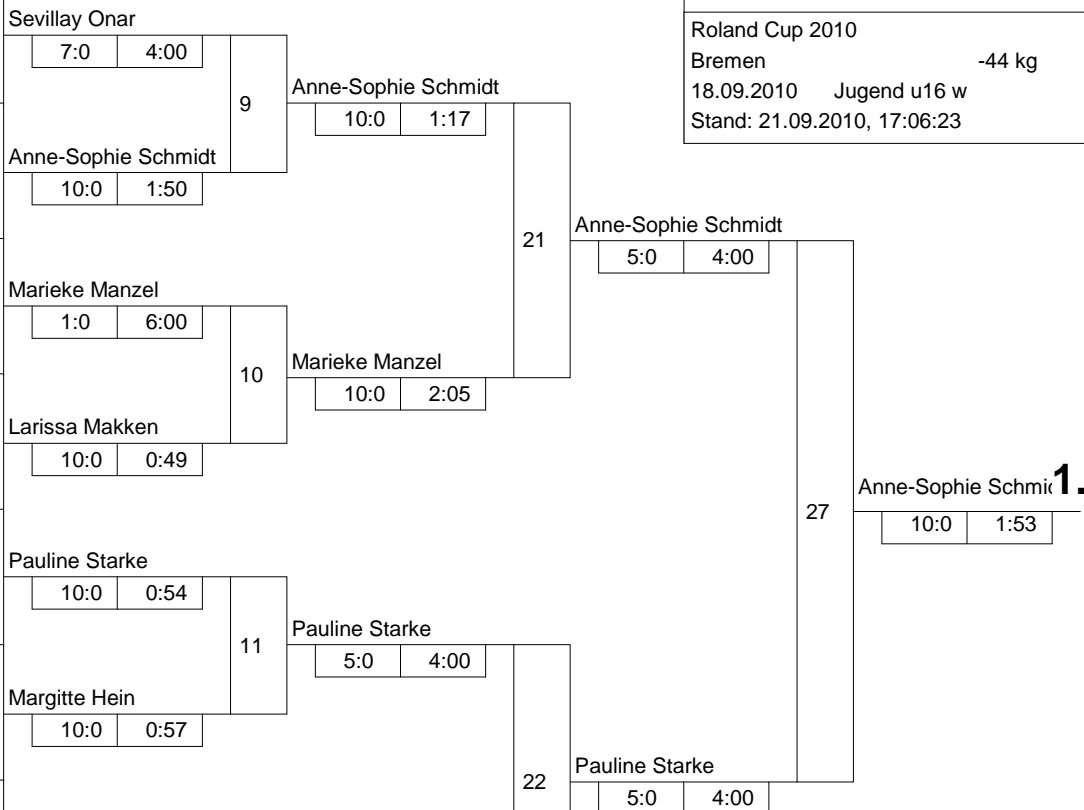 Sevillay Onar
7:0 4:00
9
Anne-Sophie Schmidt
10:0 1:17
Anne-Sophie Schmidt
10:0 1:50
Roland Cup 2010
Bremen -44 kg
18.09.2010 Jugend u16 w
Stand: 21.09.2010, 17:06:23
21
Anne-Sophie Schmidt
5:0 4:00
Marieke Manzel
1:0 6:00
10
Marieke Manzel
10:0 2:05
Larissa Makken
10:0 0:49
27
Anne-Sophie Schmi 1.
10:0 1:53
Pauline Starke
10:0 0:54
11
Pauline Starke
5:0 4:00
Margitte Hein
10:0 0:57
22
Pauline Starke
5:0 4:00